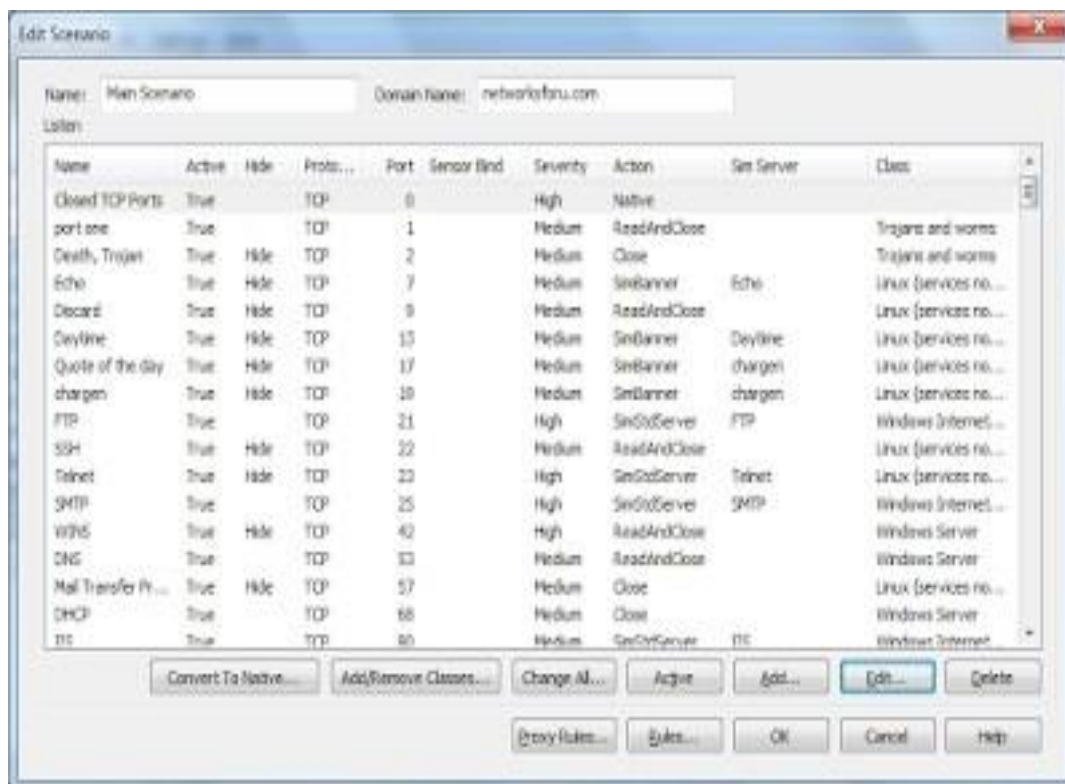 Edit Scenario
Name: Main Scenario Domain Name: networksforu.com
Listen
Name Active Hide Proto... Port Sensor Bind Severity Action Sim Server Class
Closed TCP Ports True TCP 0 High Native
port one True TCP 1 Medium ReadAndClose Trojans and worms
Death, Trojan True Hide TCP 2 Medium Close Trojans and worms
Echo True Hide TCP 7 Medium SimBanner Echo Linux (services no...
Discard True Hide TCP 9 Medium ReadAndClose Linux (services no...
Daytime True Hide TCP 13 Medium SimBanner Daytime Linux (services no...
Quote of the day True Hide TCP 17 Medium SimBanner chargen Linux (services no...
chargen True Hide TCP 19 Medium SimBanner chargen Linux (services no...
FTP True TCP 21 High SimStdServer FTP Windows Internet...
SSH True Hide TCP 22 Medium ReadAndClose Linux (services no...
Telnet True Hide TCP 23 High SimStdServer Telnet Linux (services no...
SMTP True TCP 25 High SimStdServer SMTP Windows Internet...
WINS True Hide TCP 42 High ReadAndClose Windows Server
DNS True TCP 53 Medium ReadAndClose Windows Server
Mail Transfer Pr... True Hide TCP 57 Medium Close Linux (services no...
DHCP True TCP 68 Medium Close Windows Server
IIS True TCP 80 Medium SimStdServer IIS Windows Internet...
Convert To Native... Add/Remove Classes... Change All... Active Add... Edit... Delete
Proxy Rules... Rules... OK Cancel Help